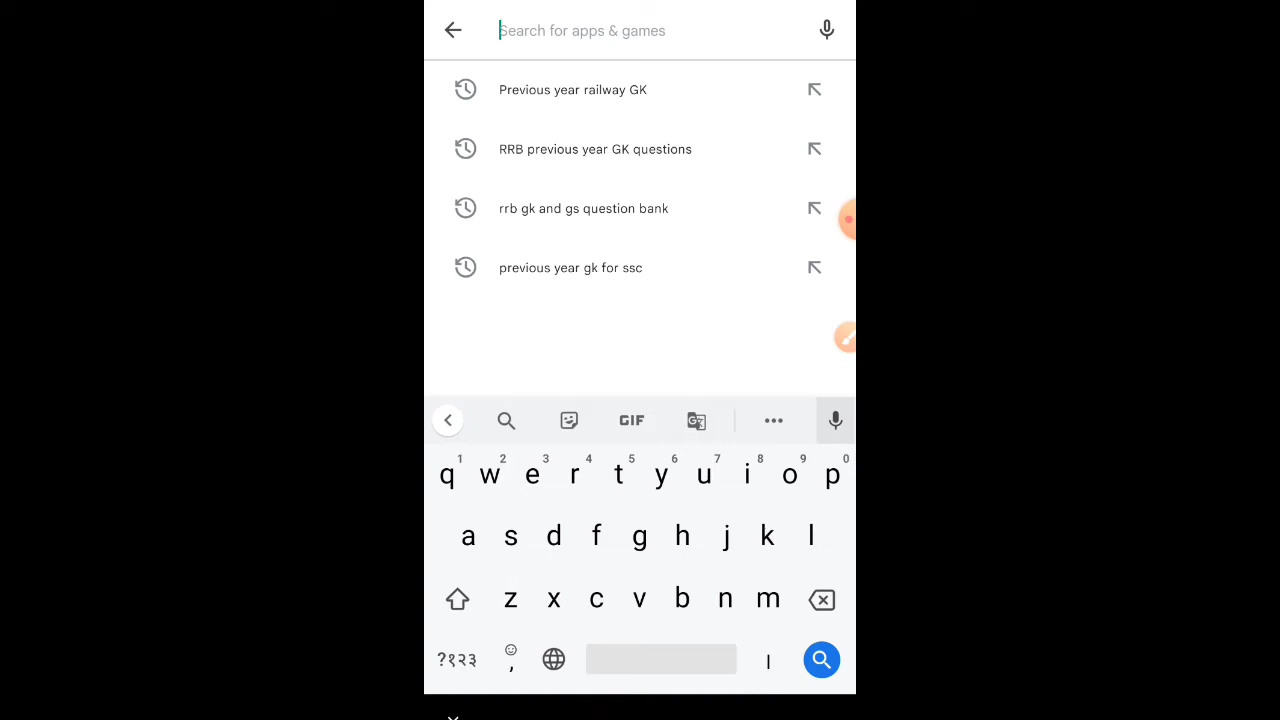 Search for apps & games
Previous year railway GK
RRB previous year GK questions
rrb gk and gs question bank
previous year gk for ssc
GIF
1 2 3 4 5 6 7 8 9 0
q w e r t y u i o p
a s d f g h j k l
z x c v b n m
?१२३ , |